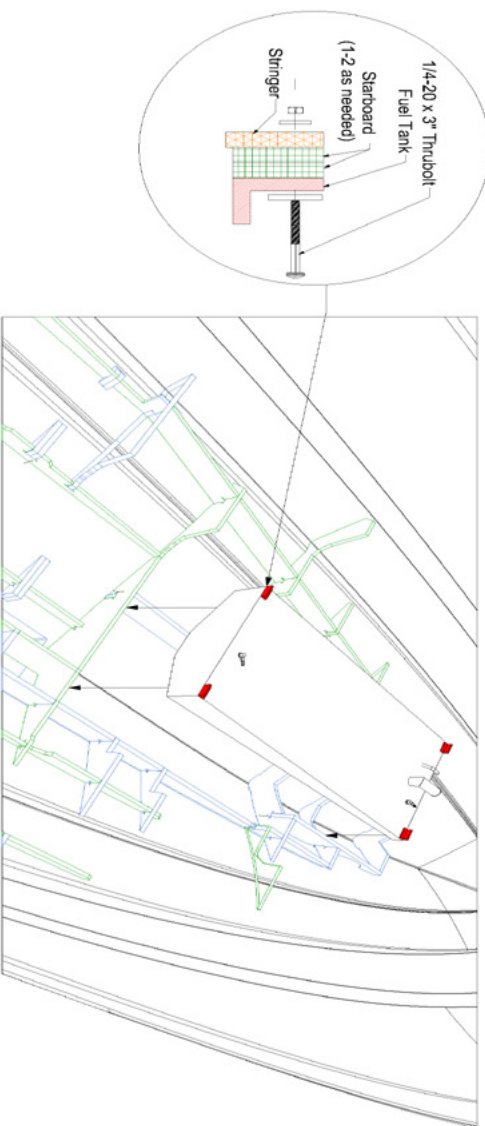 1/4-20 x 3" Thrubolt
Fuel Tank
Starboard
(1-2 as needed)
Stringer